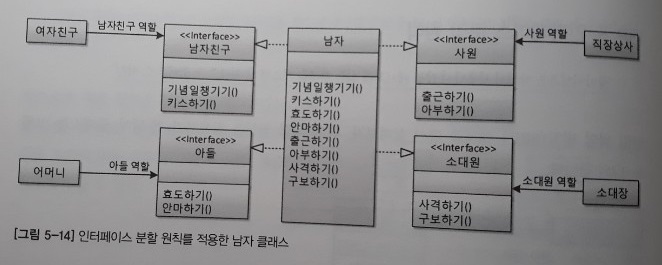 여자친구
남자친구 역할
<<Interface>>
남자친구
기념일챙기기()
키스하기()
남자
기념일챙기기()
키스하기()
효도하기()
안마하기()
출근하기()
아부하기()
사격하기()
구보하기()
<<Interface>>
사원
출근하기()
아부하기()
사원 역할
직장상사
어머니
아들 역할
<<Interface>>
아들
효도하기()
안마하기()
<<Interface>>
소대원
사격하기()
구보하기()
소대원 역할
소대장
[그림 5-14] 인터페이스 분할 원칙를 적용한 남자 클래스